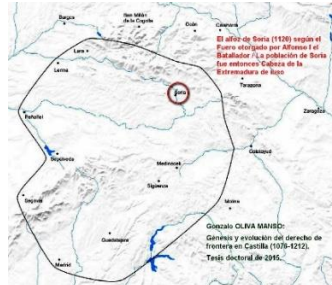 Burgos
San Millán
de la Cogolla
Lara
Lerma
El alfoz de Soria (1120) según el
Fuero otorgado por Alfonso I el
Batallador / La población de Soria
fue entonces Cabeza de la
Extremadura de
Soria
Tarazona
Zaragoza
Peñafiel
Calatayud
Sepúlveda
Medinaceli
Sigüenza
Segovia
Molina
Guadalajara
Madrid
Gonzalo OLIVA MANSO:
Génesis y evolución del derecho de
frontera en Castilla (1076-1212).
Tesis doctoral de 2015.